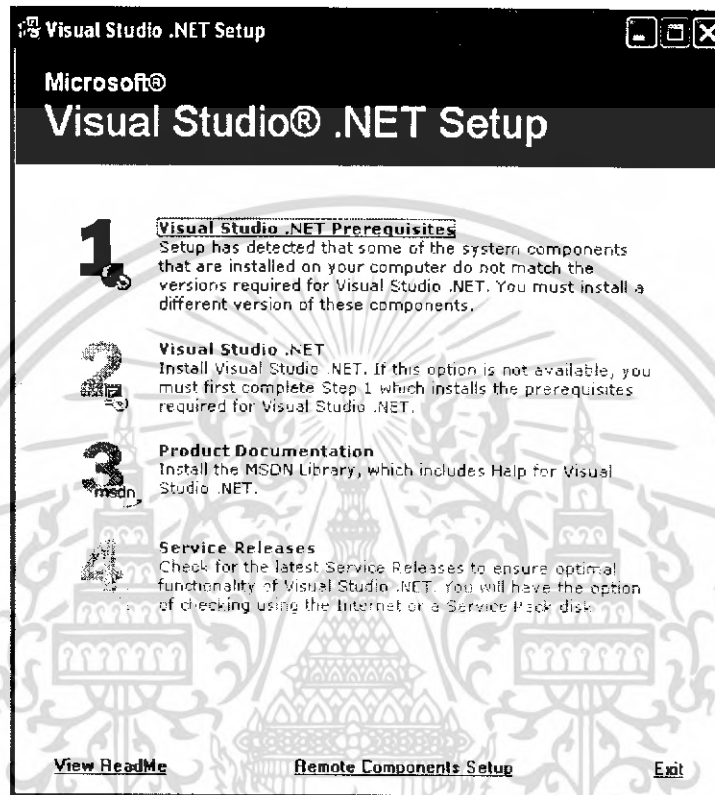 Visual Studio .NET Setup
Microsoft®
Visual Studio® .NET Setup
1
Visual Studio .NET Prerequisites
Setup has detected that some of the system components
that are installed on your computer do not match the
versions required for Visual Studio .NET. You must install a
different version of these components.
2
Visual Studio .NET
Install Visual Studio .NET. If this option is not available, you
must first complete Step 1 which installs the prerequisites
required for Visual Studio .NET.
3
msdn
Product Documentation
Install the MSDN Library, which includes Help for Visual
Studio .NET.
4
Service Releases
Check for the latest Service Releases to ensure optimal
functionality of Visual Studio .NET. You will have the option
of checking using the Internet or a Service Pack disk
View ReadMe
Remote Components Setup
Exit